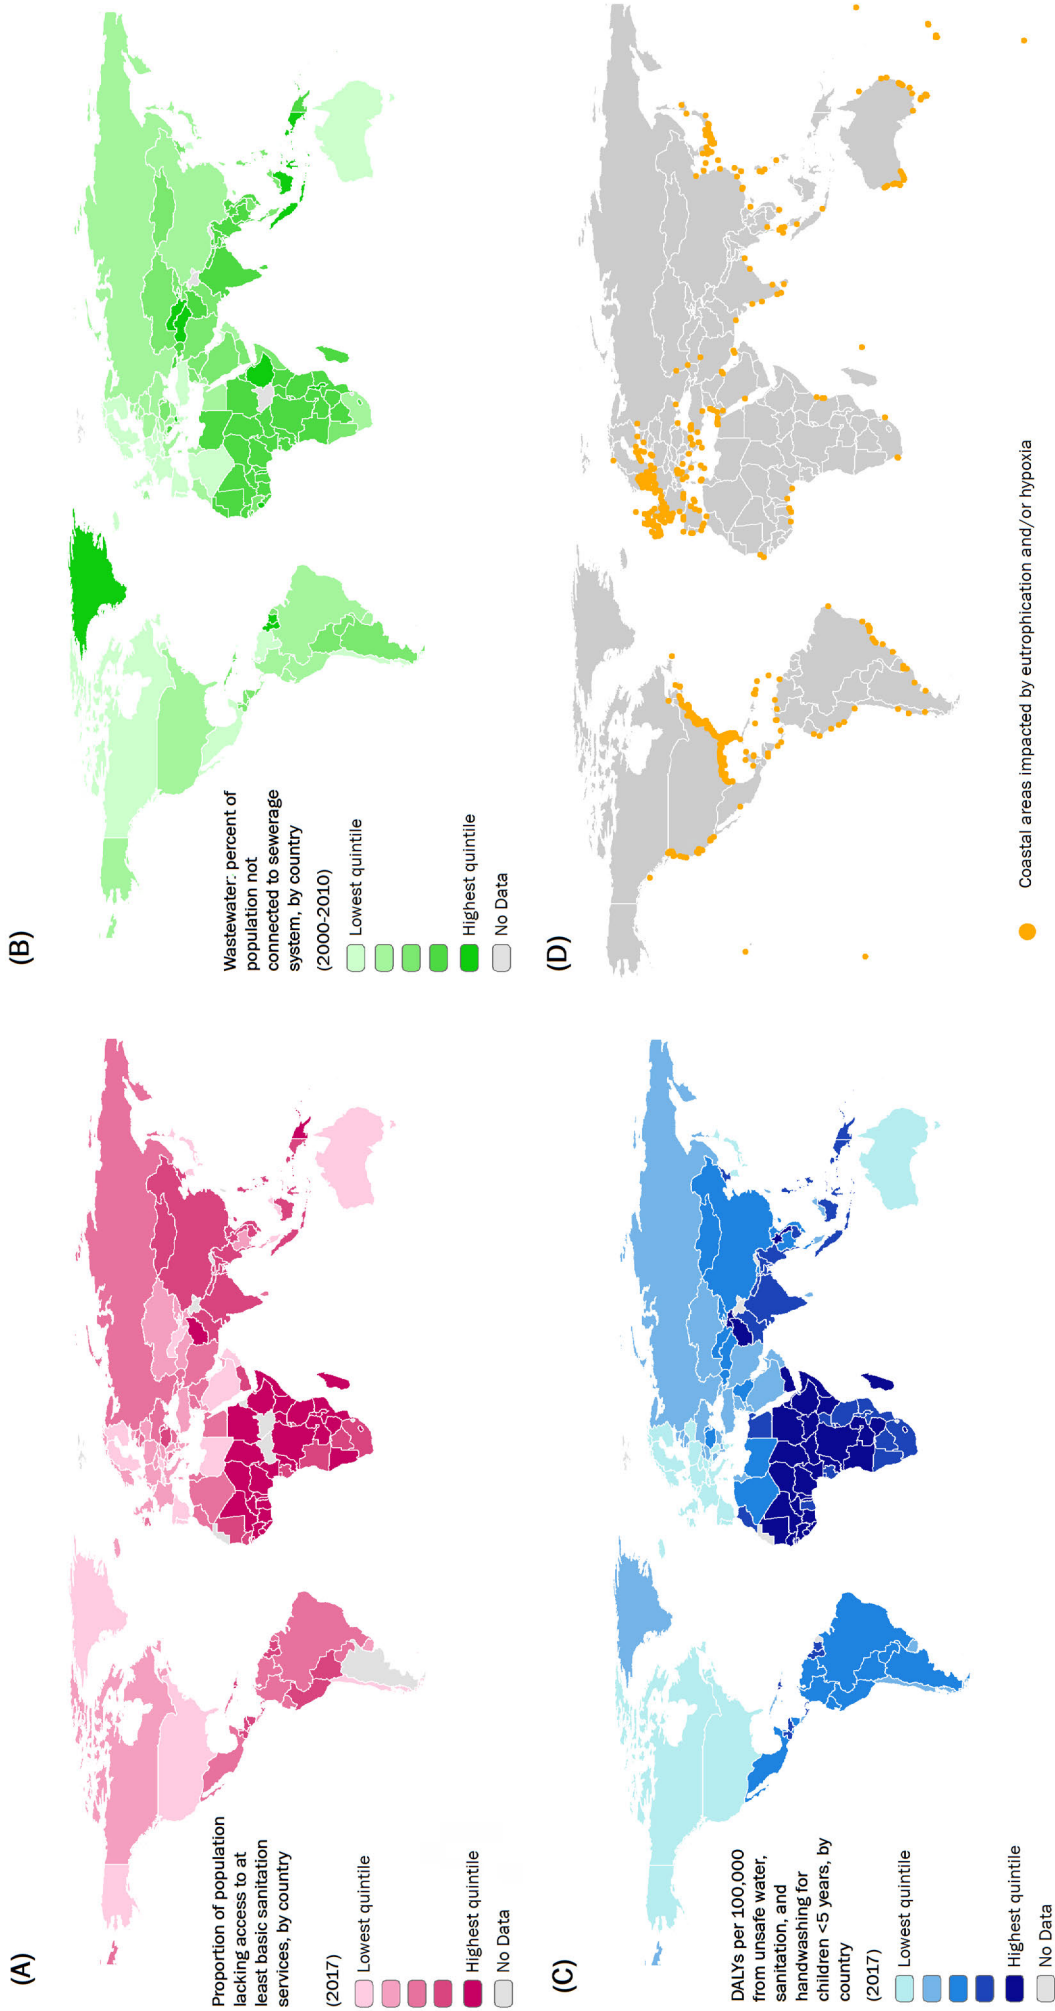 (A)
Proportion of population
lacking access to at
least basic sanitation
services, by country
(2017)
Lowest quintile
Highest quintile
No Data
(B)
Wastewater: percent of
population not
connected to sewerage
system, by country
(2000-2010)
Lowest quintile
Highest quintile
No Data
(C)
DALYs per 100,000
from unsafe water,
sanitation, and
handwashing for
children <5 years, by
country
(2017)
Lowest quintile
Highest quintile
No Data
(D)
Coastal areas impacted by eutrophication and/or hypoxia